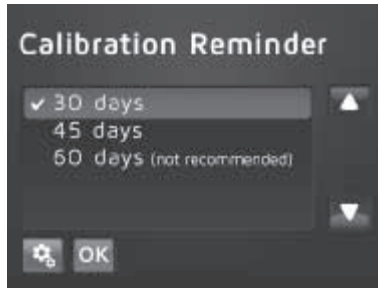 Calibration Reminder
✓ 30 days
45 days
60 days (not recommended)
OK